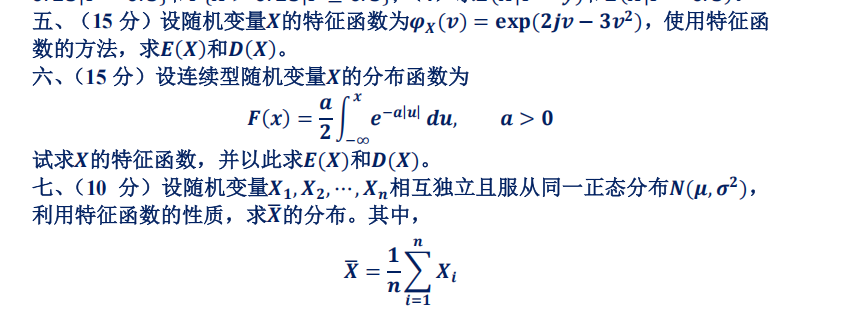 五、（15 分）设随机变量X的特征函数为φ_X(v) = exp(2jv − 3v²)，使用特征函
数的方法，求E(X)和D(X)。
六、（15 分）设连续型随机变量X的分布函数为
F(x) = a/2 ∫_{−∞}^{x} e^{−a|u|} du,  a > 0
试求X的特征函数，并以此求E(X)和D(X)。
七、（10 分）设随机变量X₁, X₂, ⋯, Xₙ相互独立且服从同一正态分布N(μ, σ²)，
利用特征函数的性质，求X̅的分布。其中，
X̅ = 1/n ∑_{i=1}^{n} X_i